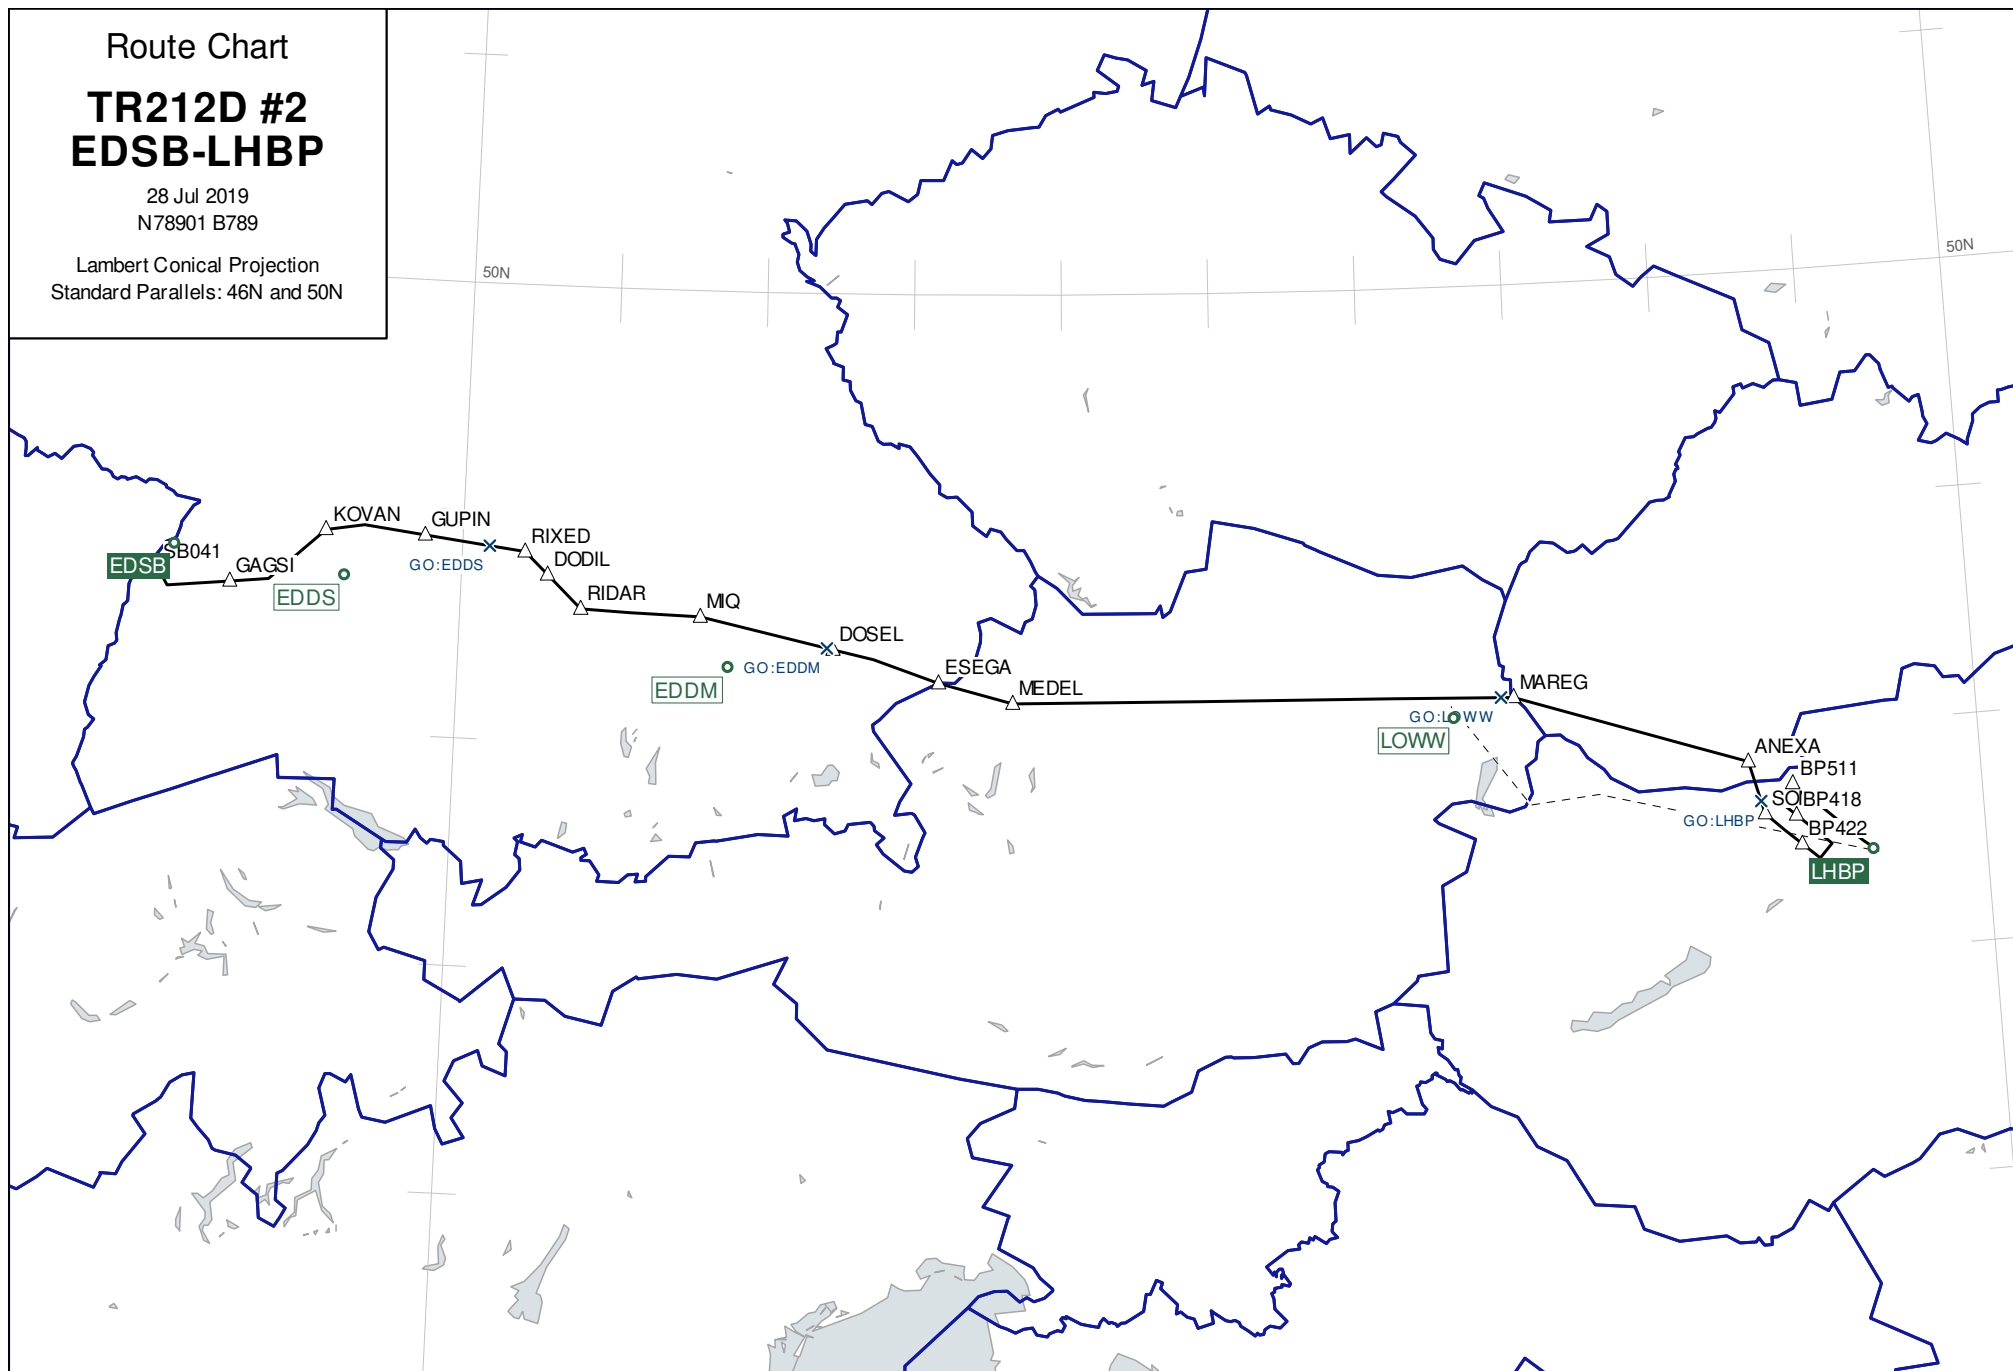 Route Chart
TR212D #2
EDSB-LHBP
28 Jul 2019
N78901 B789
Lambert Conical Projection
Standard Parallels: 46N and 50N
50N
50N
KOVAN
GUPIN
RIXED
SB041
EDSB
GAGSI
GO:EDDS
DODIL
EDDS
RIDAR
MIQ
DOSEL
GO:EDDM
EDDM
ESEGA
MEDEL
MAREG
GO:LOWW
LOWW
ANEXA
BP511
BP418
GO:LHBP
BP422
LHBP